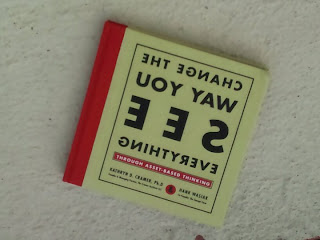 CHANGE THE
WAY YOU
SEE
EVERYTHING
THROUGH ASSET-BASED THINKING
KATHRYN D. CRAMER, Ph.D. HANK WASIAK